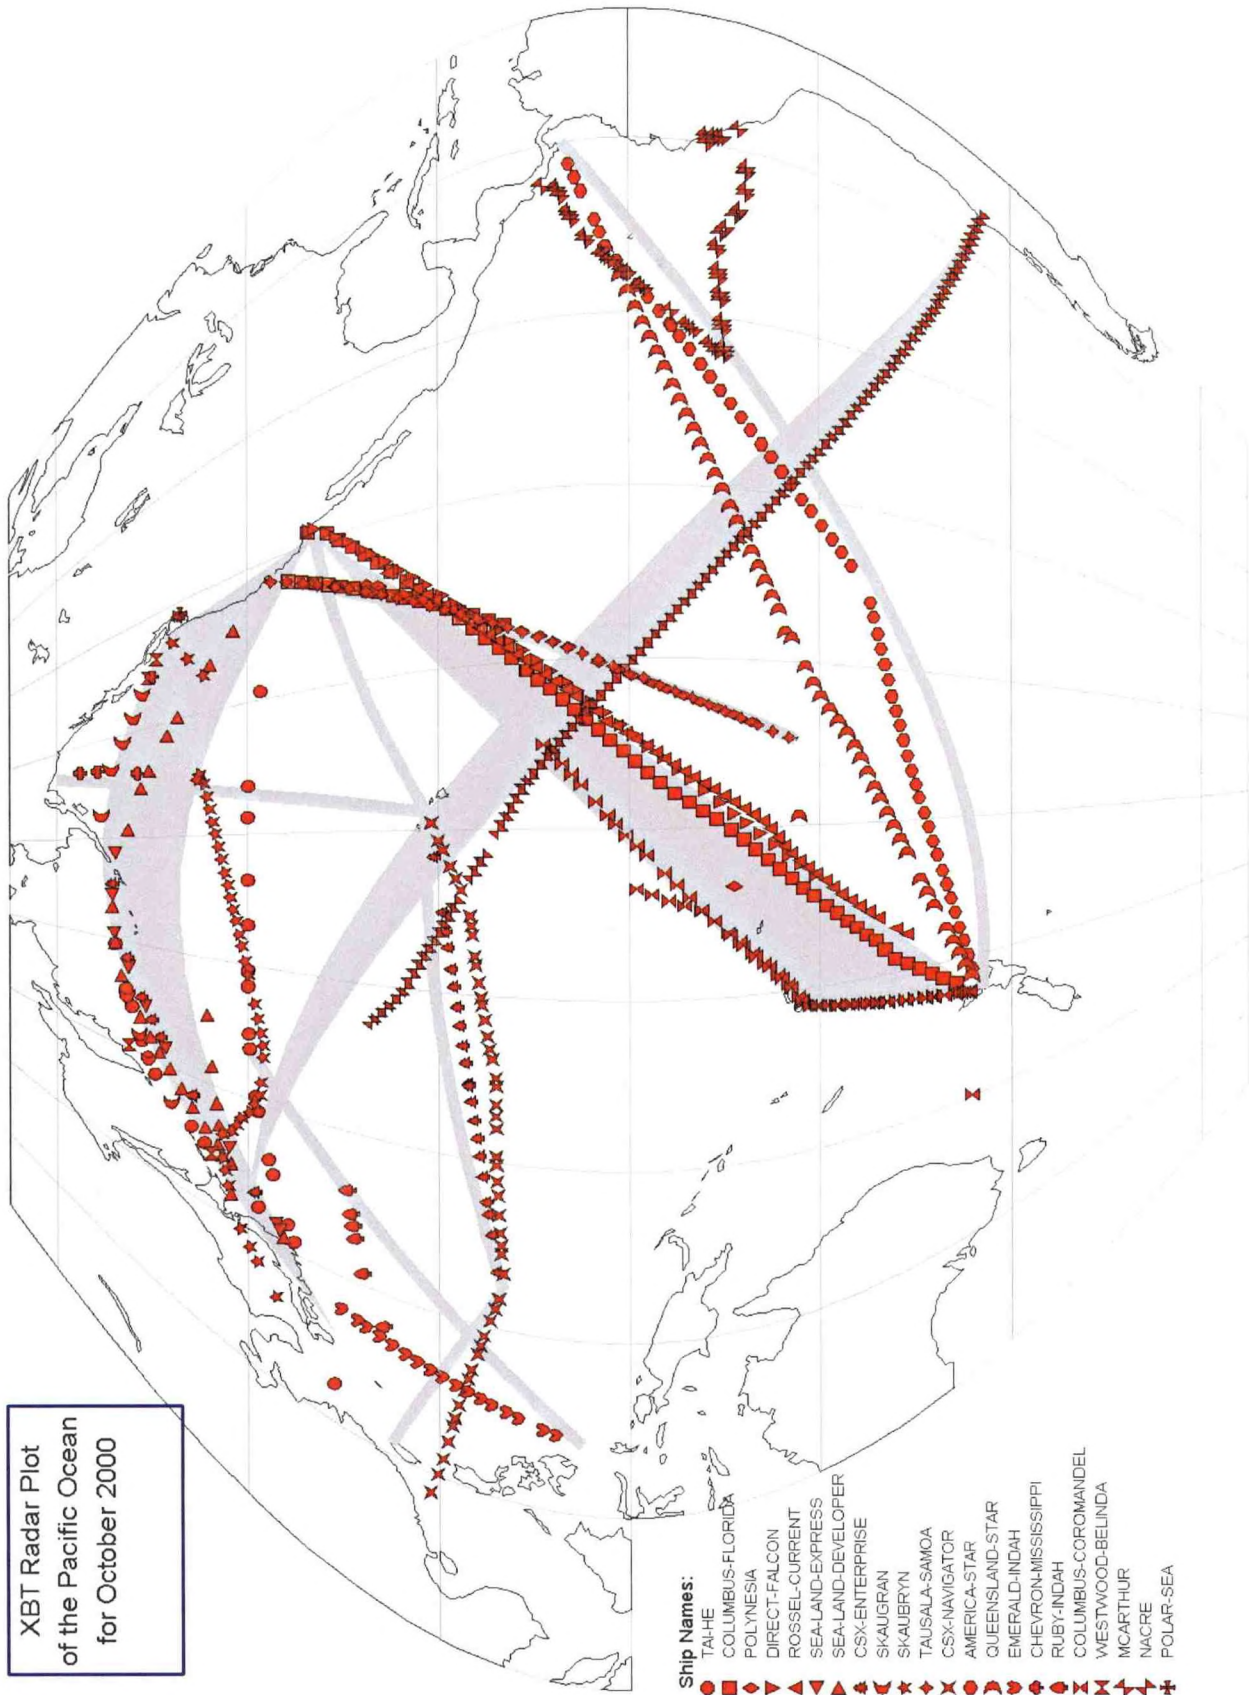 XBT Radar Plot
of the Pacific Ocean
for October 2000
Ship Names:
TAI-HE
COLUMBUS-FLORIDA
POLYNESIA
DIRECT-FALCON
ROSSEL-CURRENT
SEA-LAND-EXPRESS
SEA-LAND-DEVELOPER
CSX-ENTERPRISE
SKAUGRAN
SKAUBRYN
TAUSALA-SAMOA
CSX-NAVIGATOR
AMERICA-STAR
QUEENSLAND-STAR
EMERALD-INDAH
CHEVRON-MISSISSIPPI
RUBY-INDAH
COLUMBUS-COROMANDEL
WESTWOOD-BELINDA
MCARTHUR
NACRE
POLAR-SEA